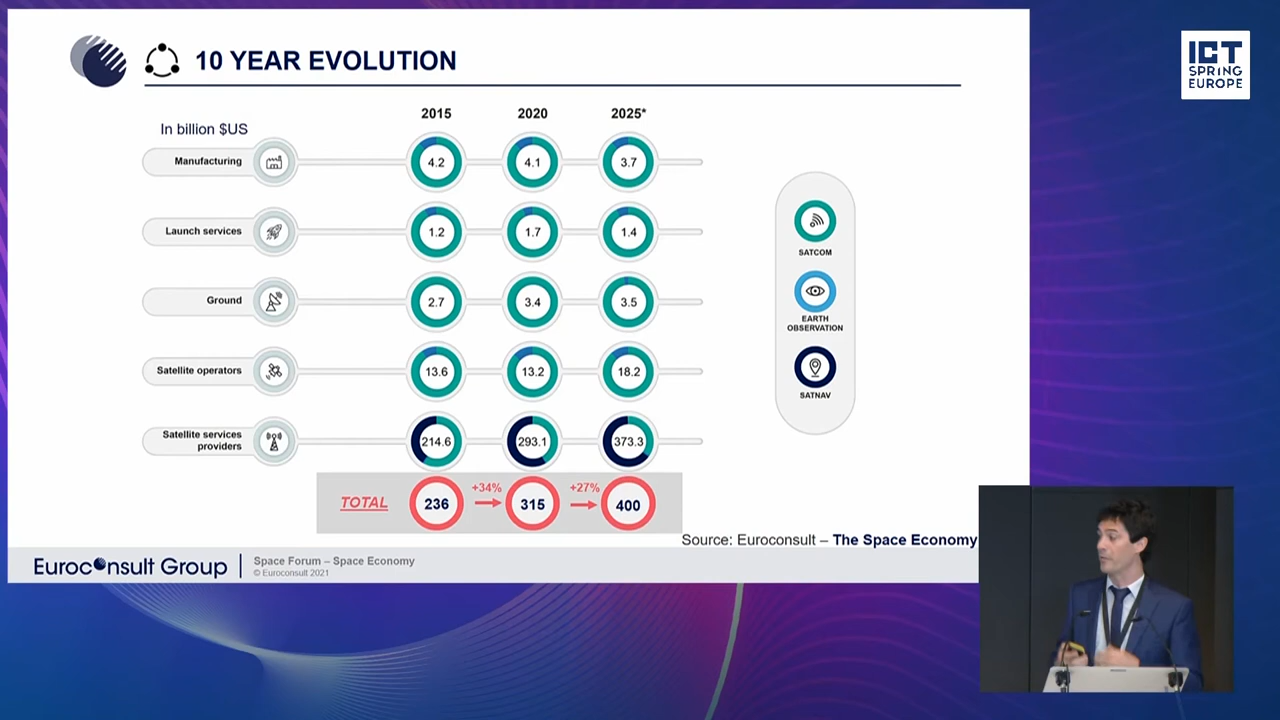 10 YEAR EVOLUTION
ICT
SPRING
EUROPE
In billion $US
2015 2020 2025*
Manufacturing 4.2 4.1 3.7
Launch services 1.2 1.7 1.4
Ground 2.7 3.4 3.5
Satellite operators 13.6 13.2 18.2
Satellite services
providers 214.6 293.1 373.3
TOTAL 236 +34% 315 +27% 400
SATCOM
EARTH
OBSERVATION
SATNAV
Source: Euroconsult – The Space Economy
Euroconsult Group
Space Forum – Space Economy
© Euroconsult 2021